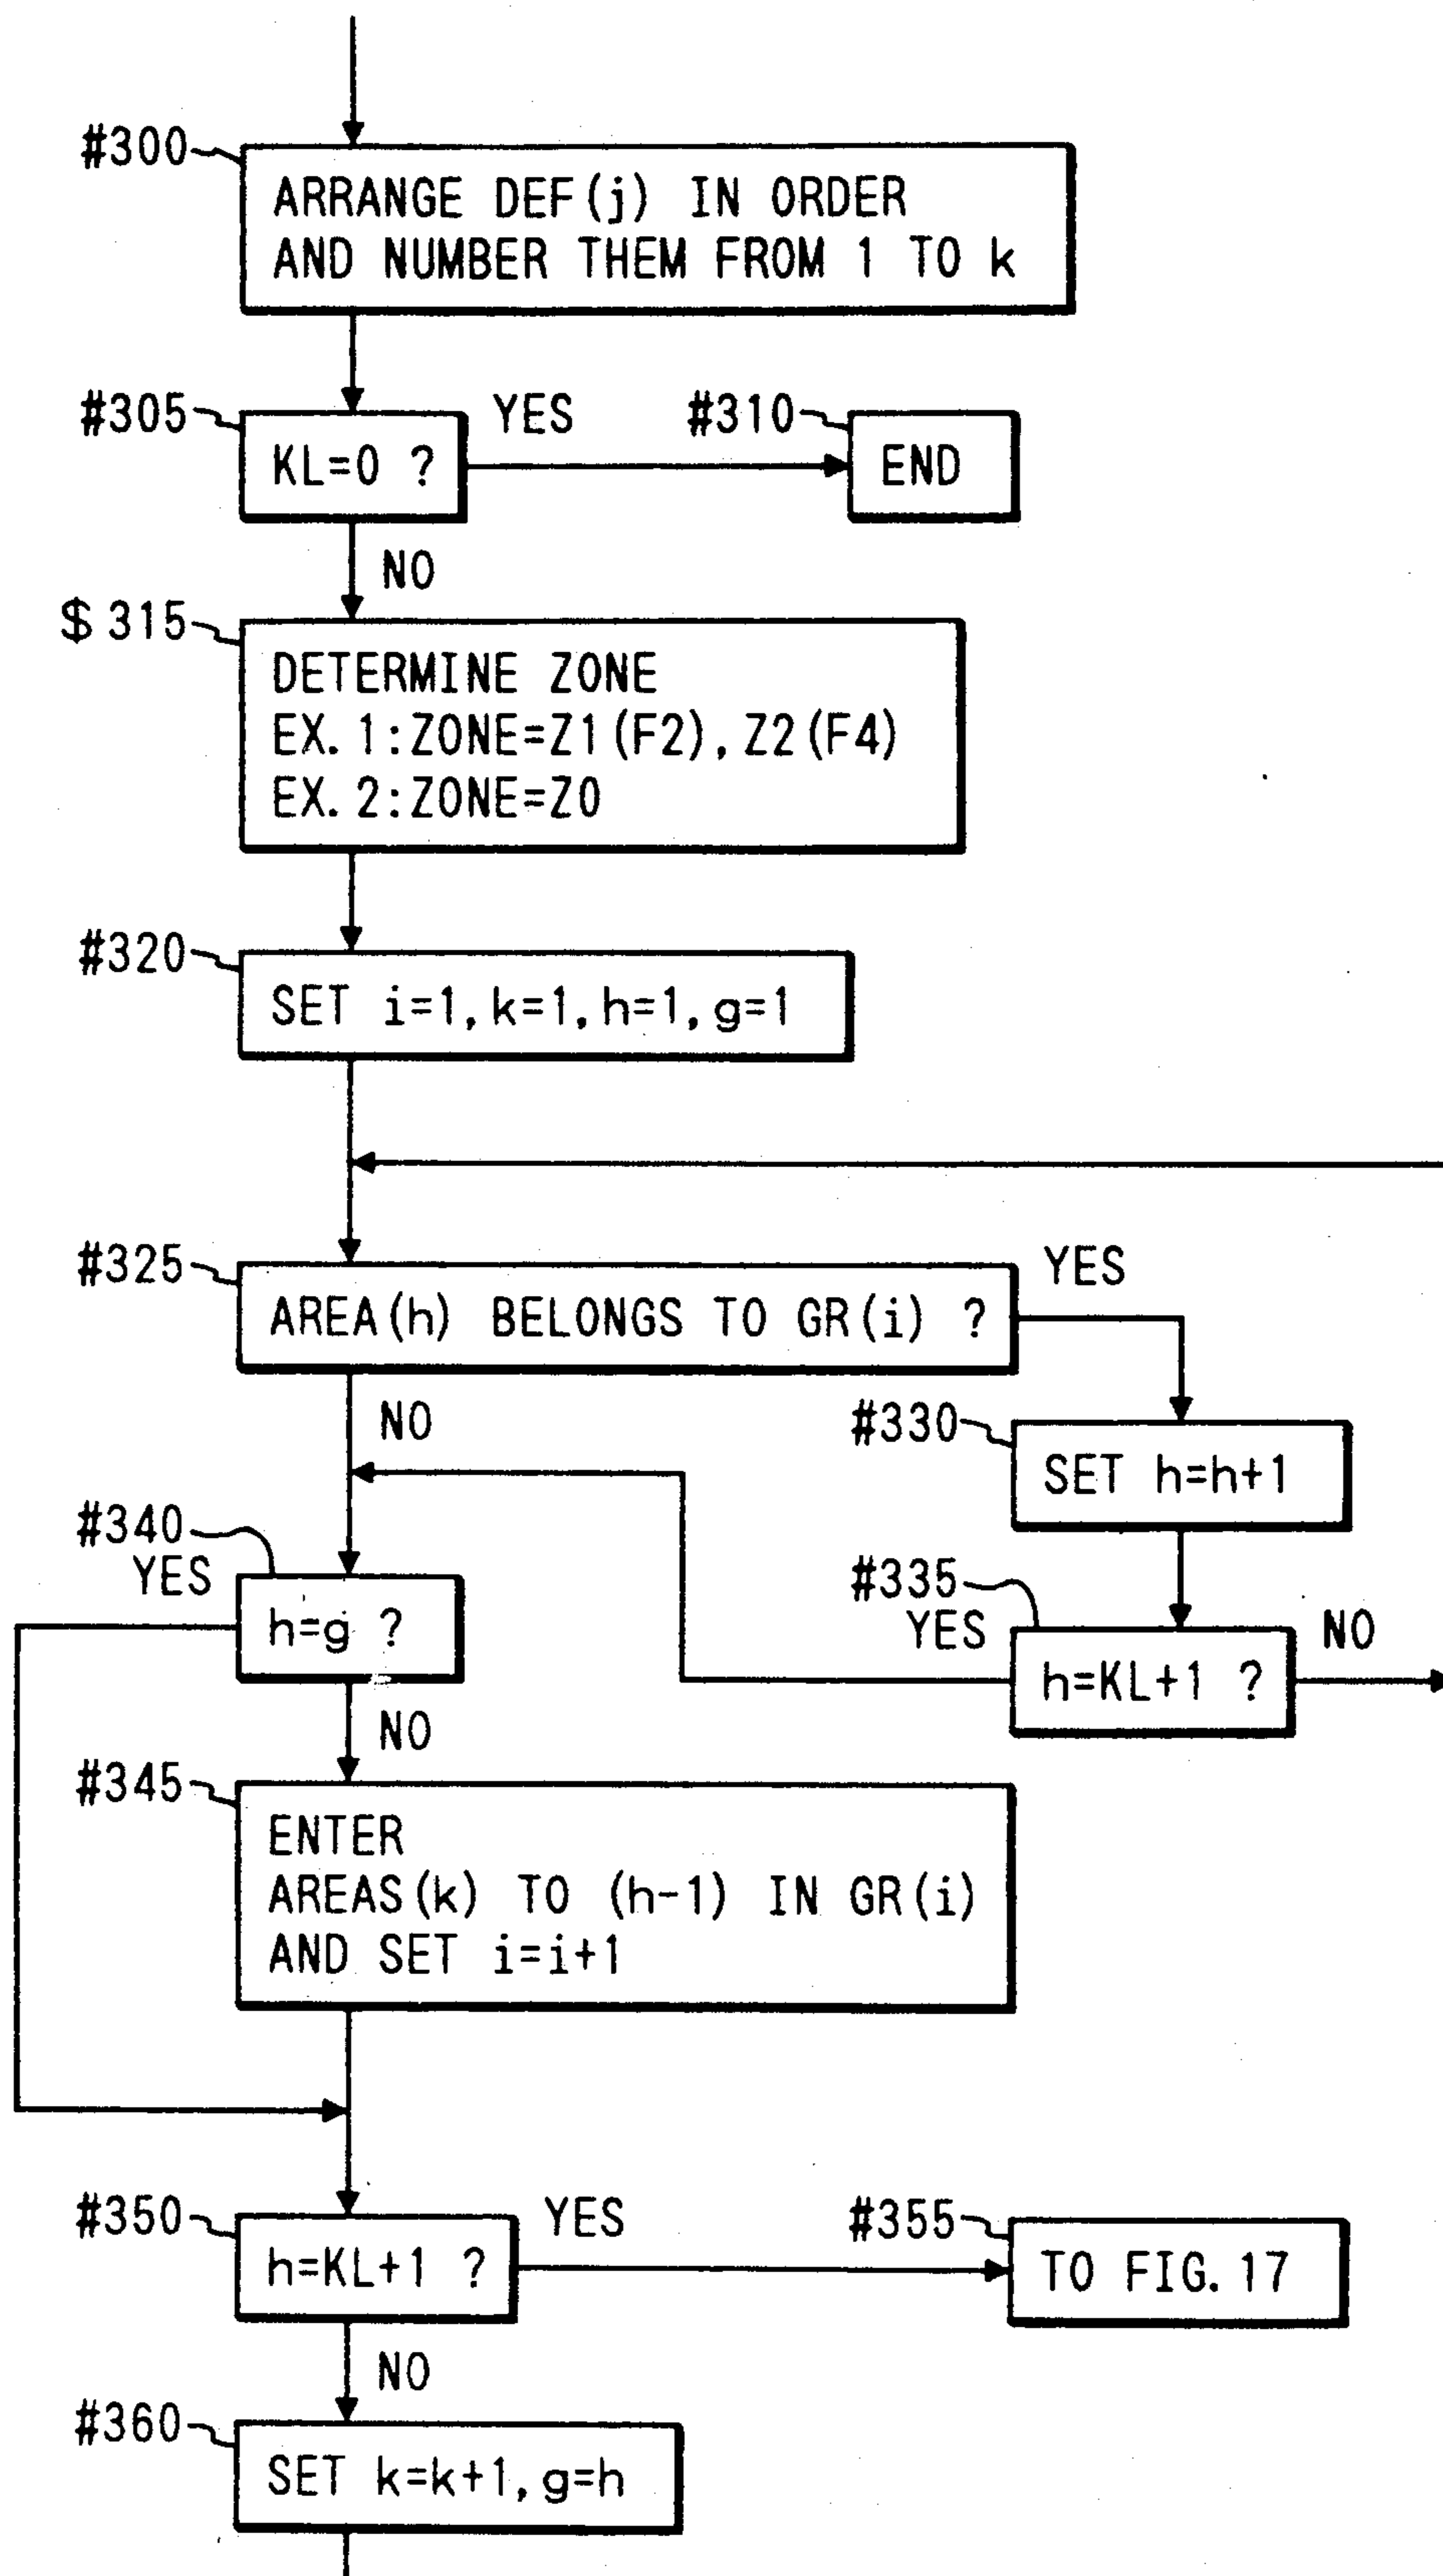 #300
ARRANGE DEF(j) IN ORDER
AND NUMBER THEM FROM 1 TO k
#305
KL=0 ?
YES
#310
END
NO
$ 315
DETERMINE ZONE
EX. 1:ZONE=Z1(F2), Z2(F4)
EX. 2:ZONE=Z0
#320
SET i=1, k=1, h=1, g=1
#325
AREA(h) BELONGS TO GR(i) ?
YES
NO
#330
SET h=h+1
#335
YES
h=KL+1 ?
NO
#340
YES
h=g ?
NO
#345
ENTER
AREAS(k) TO (h-1) IN GR(i)
AND SET i=i+1
#350
h=KL+1 ?
YES
#355
TO FIG. 17
NO
#360
SET k=k+1, g=h